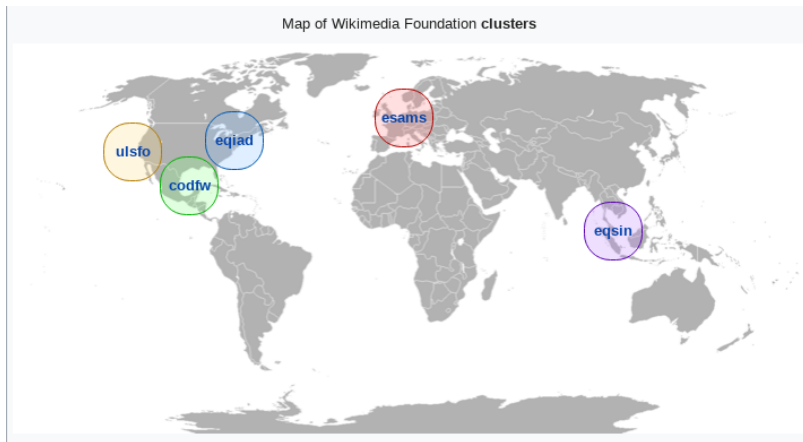 Map of Wikimedia Foundation clusters
esams
eqiad
ulsfo
codfw
eqsin